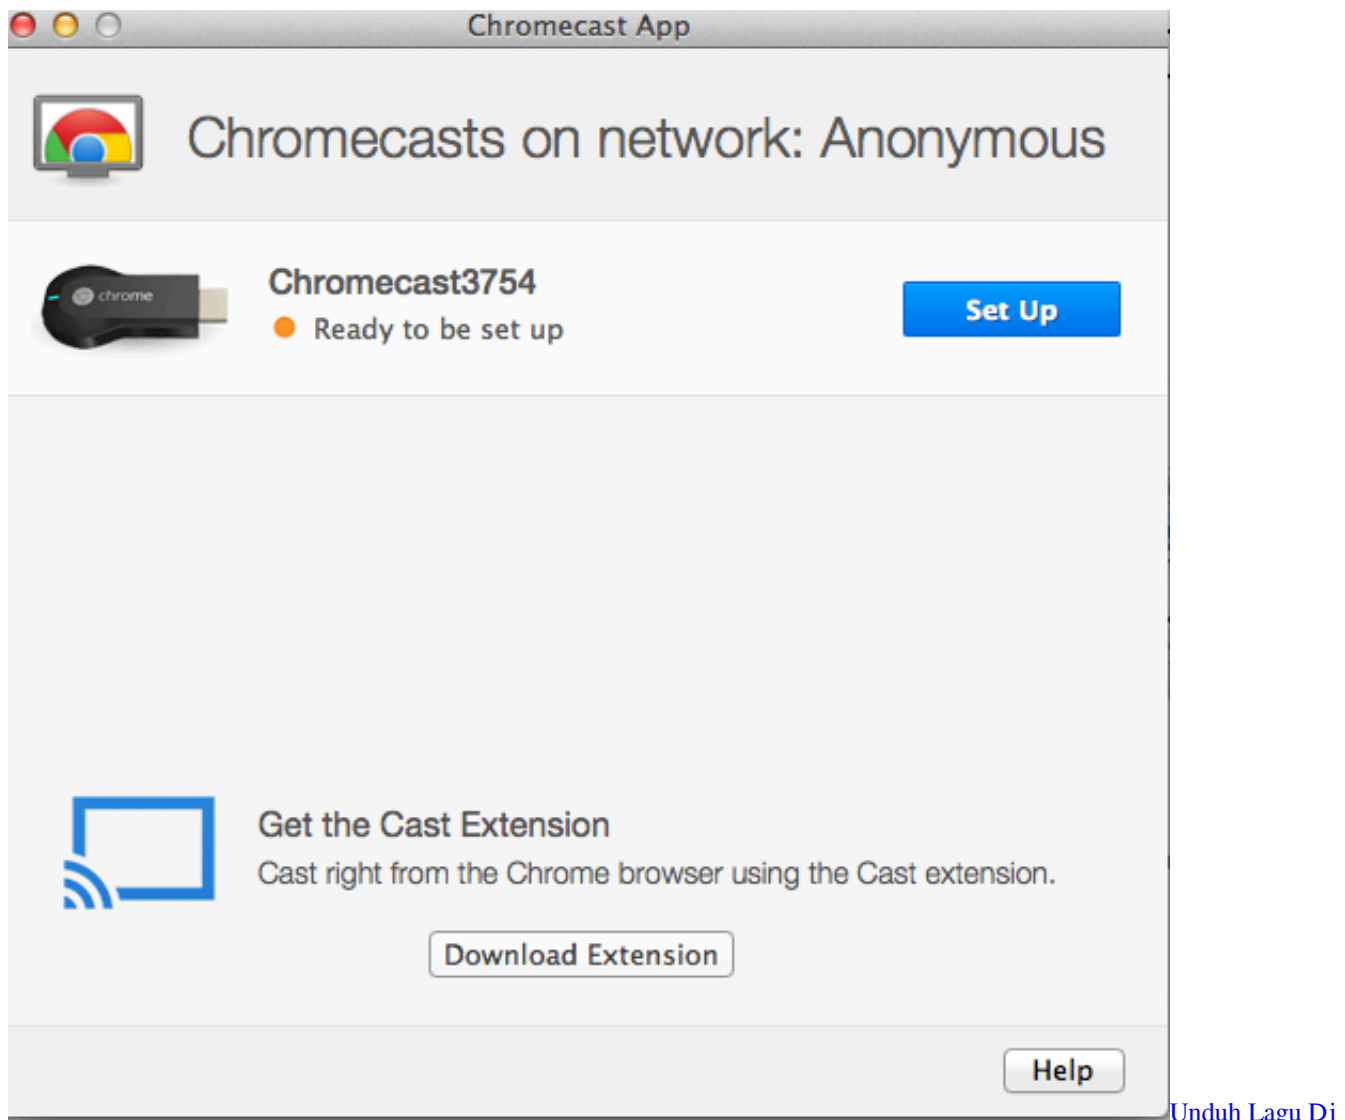 Chromecast App
Chromecasts on network: Anonymous
chrome
Chromecast3754
Ready to be set up
Set Up
Get the Cast Extension
Cast right from the Chrome browser using the Cast extension.
Download Extension
Help
Unduh Lagu Dj